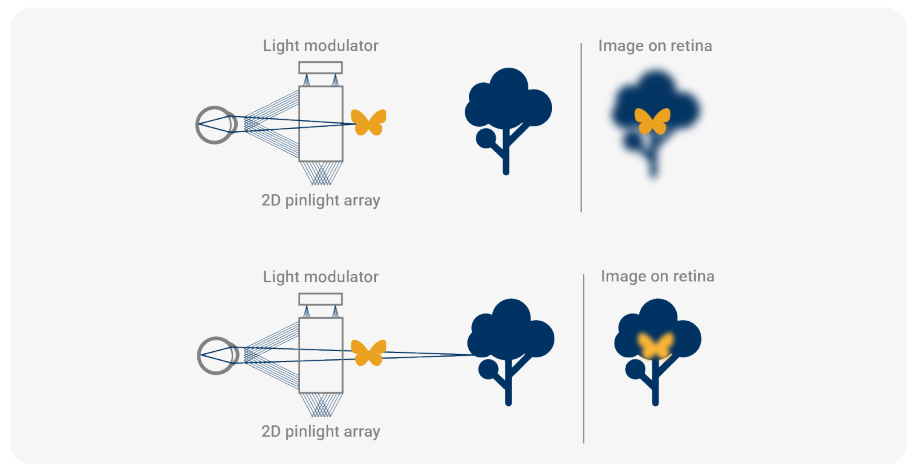 Light modulator
Image on retina
2D pinlight array
Light modulator
Image on retina
2D pinlight array